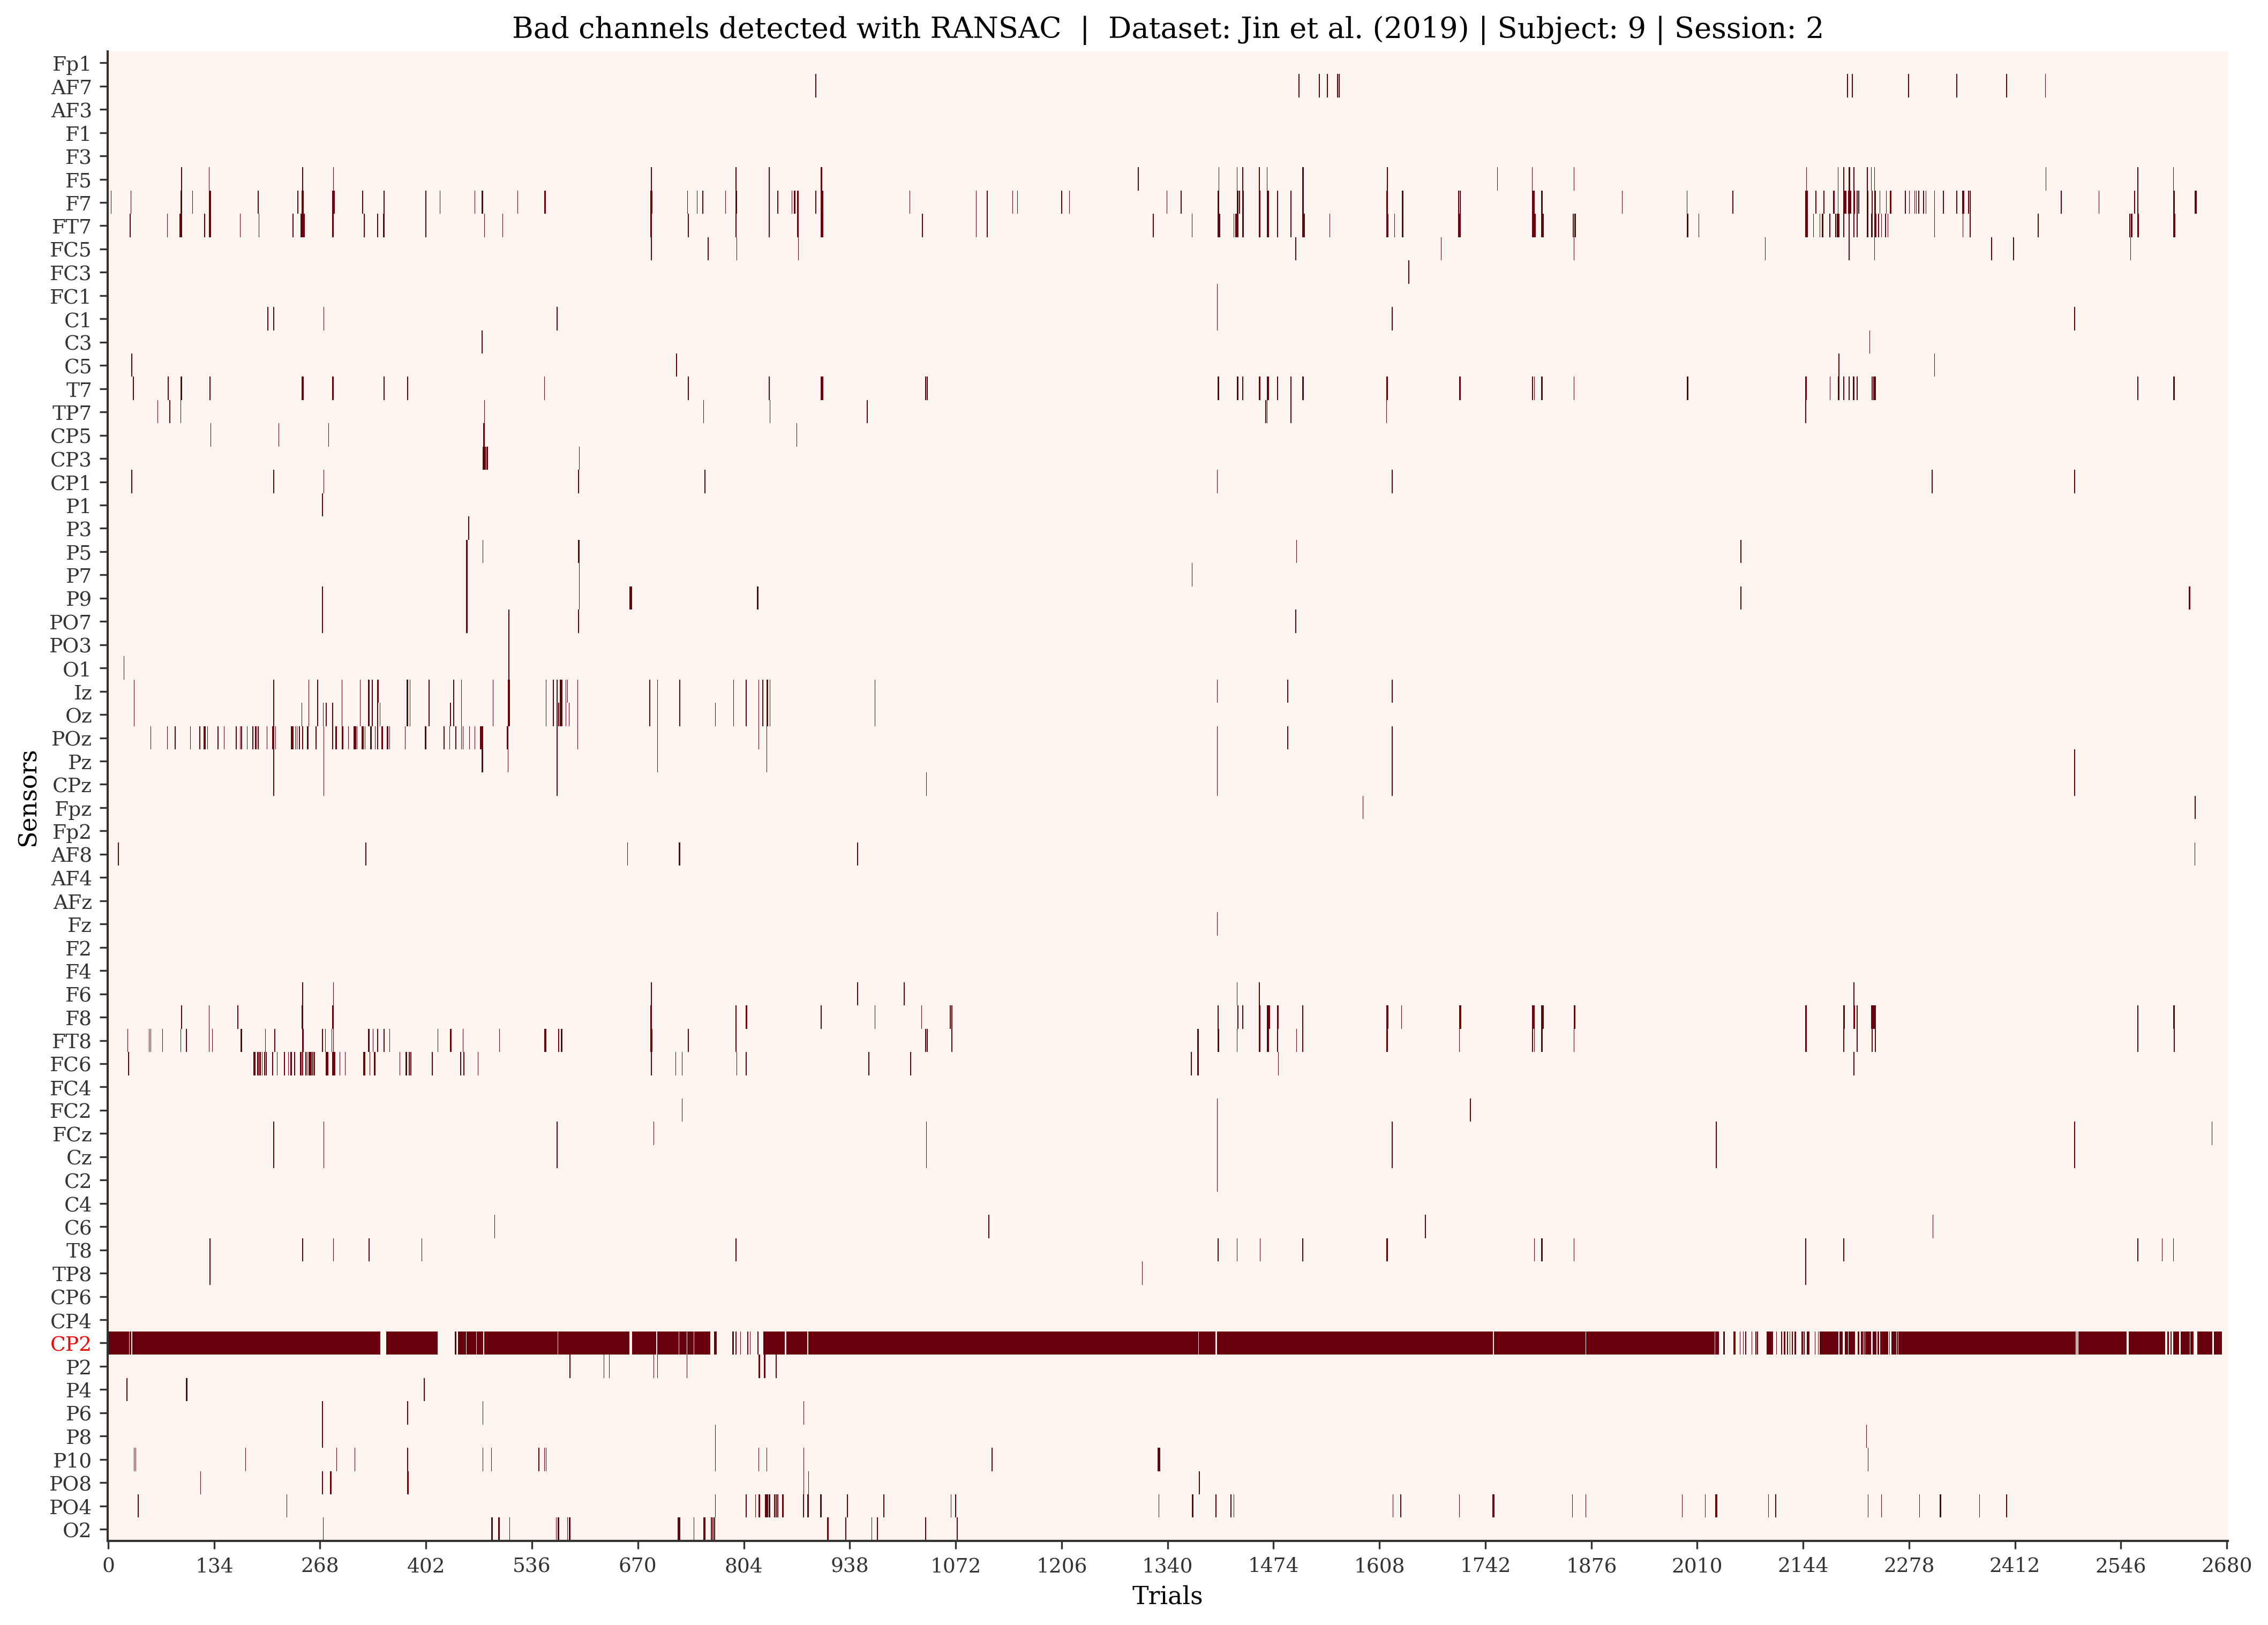 Bad channels detected with RANSAC | Dataset: Jin et al. (2019) | Subject: 9 | Session: 2
Sensors
Fp1
AF7
AF3
F1
F3
F5
F7
FT7
FC5
FC3
FC1
C1
C3
C5
T7
TP7
CP5
CP3
CP1
P1
P3
P5
P7
P9
PO7
PO3
O1
Iz
Oz
POz
Pz
CPz
Fpz
Fp2
AF8
AF4
AFz
Fz
F2
F4
F6
F8
FT8
FC6
FC4
FC2
FCz
Cz
C2
C4
C6
T8
TP8
CP6
CP4
CP2
P2
P4
P6
P8
P10
PO8
PO4
O2
0 134 268 402 536 670 804 938 1072 1206 1340 1474 1608 1742 1876 2010 2144 2278 2412 2546 2680
Trials